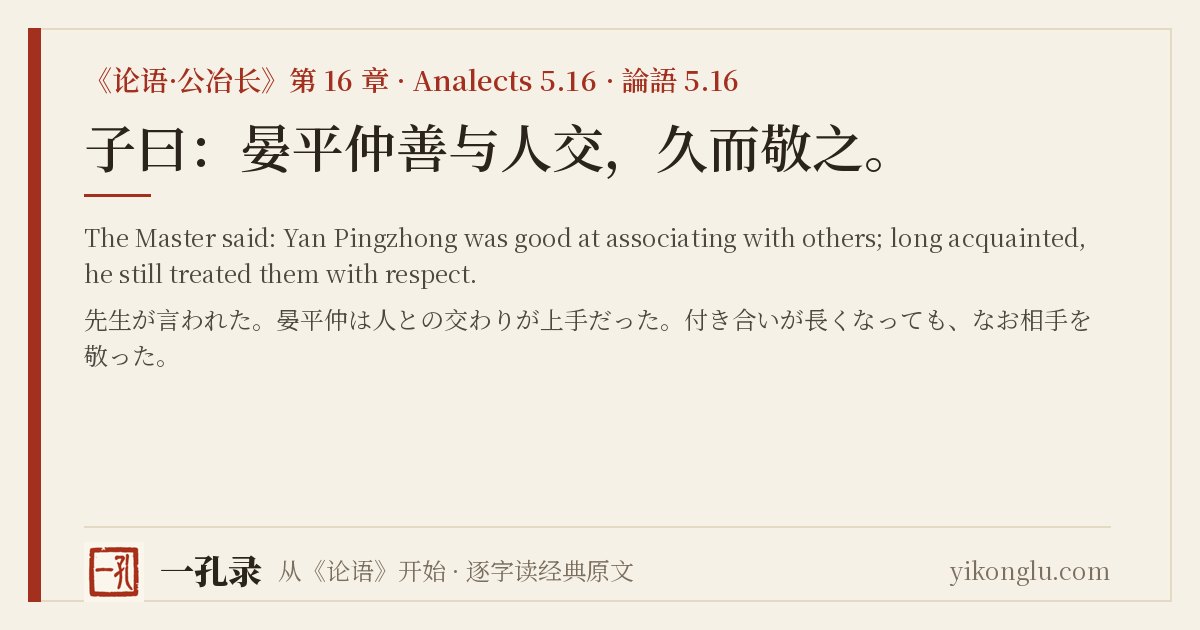 《论语·公冶长》第 16 章 · Analects 5.16 · 論語 5.16
子曰：晏平仲善与人交，久而敬之。
The Master said: Yan Pingzhong was good at associating with others; long acquainted,
he still treated them with respect.
先生が言われた。晏平仲は人との交わりが上手だった。付き合いが長くなっても、なお相手を
敬った。
一孔
一孔录 从《论语》开始 · 逐字读经典原文 yikonglu.com